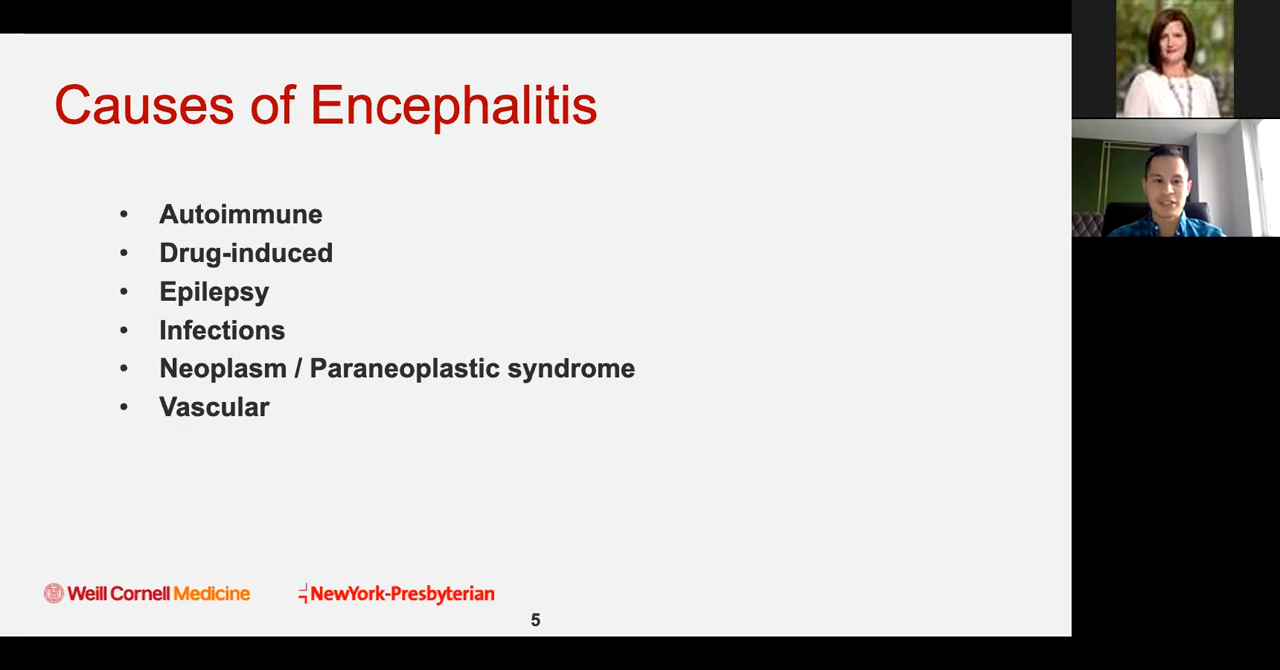 Causes of Encephalitis
• Autoimmune
• Drug-induced
• Epilepsy
• Infections
• Neoplasm / Paraneoplastic syndrome
• Vascular
Weill Cornell Medicine
NewYork-Presbyterian
5